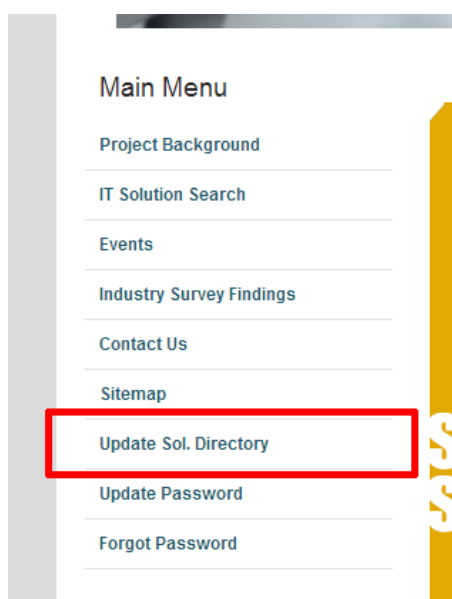 Main Menu
Project Background
IT Solution Search
Events
Industry Survey Findings
Contact Us
Sitemap
Update Sol. Directory
Update Password
Forgot Password